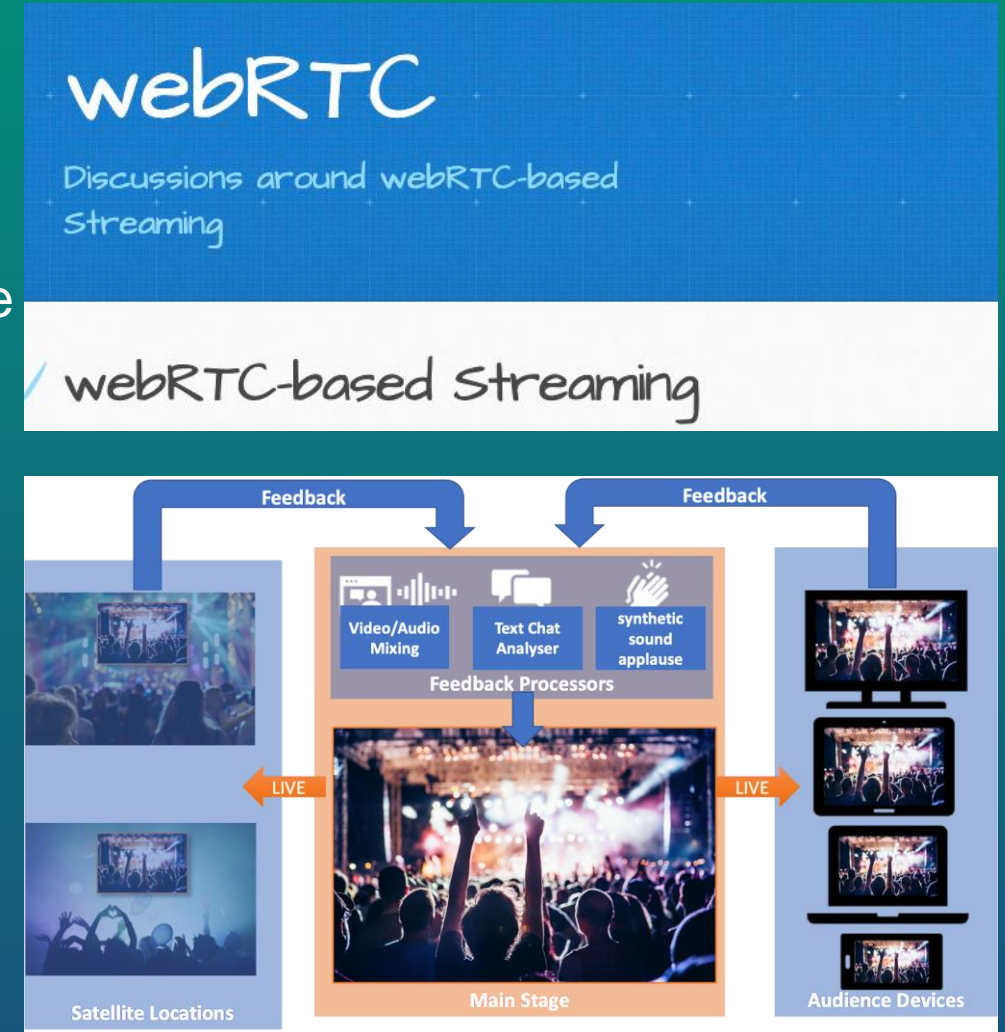 webRTC
Discussions around webRTC-based
Streaming
e
webRTC-based Streaming
Feedback
Feedback
Video/Audio
Mixing
Text Chat
Analyser
synthetic
sound
applause
Feedback Processors
LIVE
LIVE
Satellite Locations
Main Stage
Audience Devices